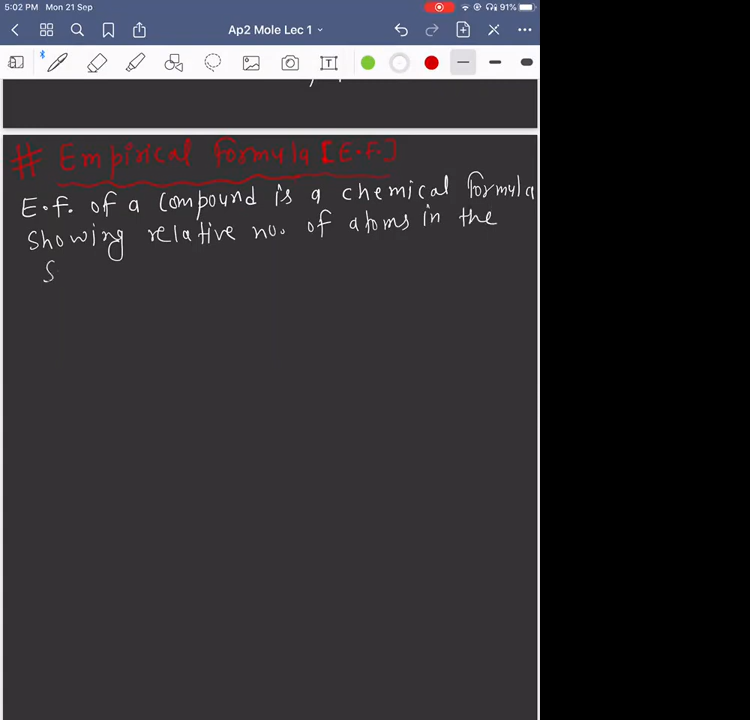 5:02 PM Mon 21 Sep 91%
Ap2 Mole Lec 1
T
# Empirical Formula [E.F.]
E.F. of a compound is a chemical formula
showing relative no. of atoms in the
S